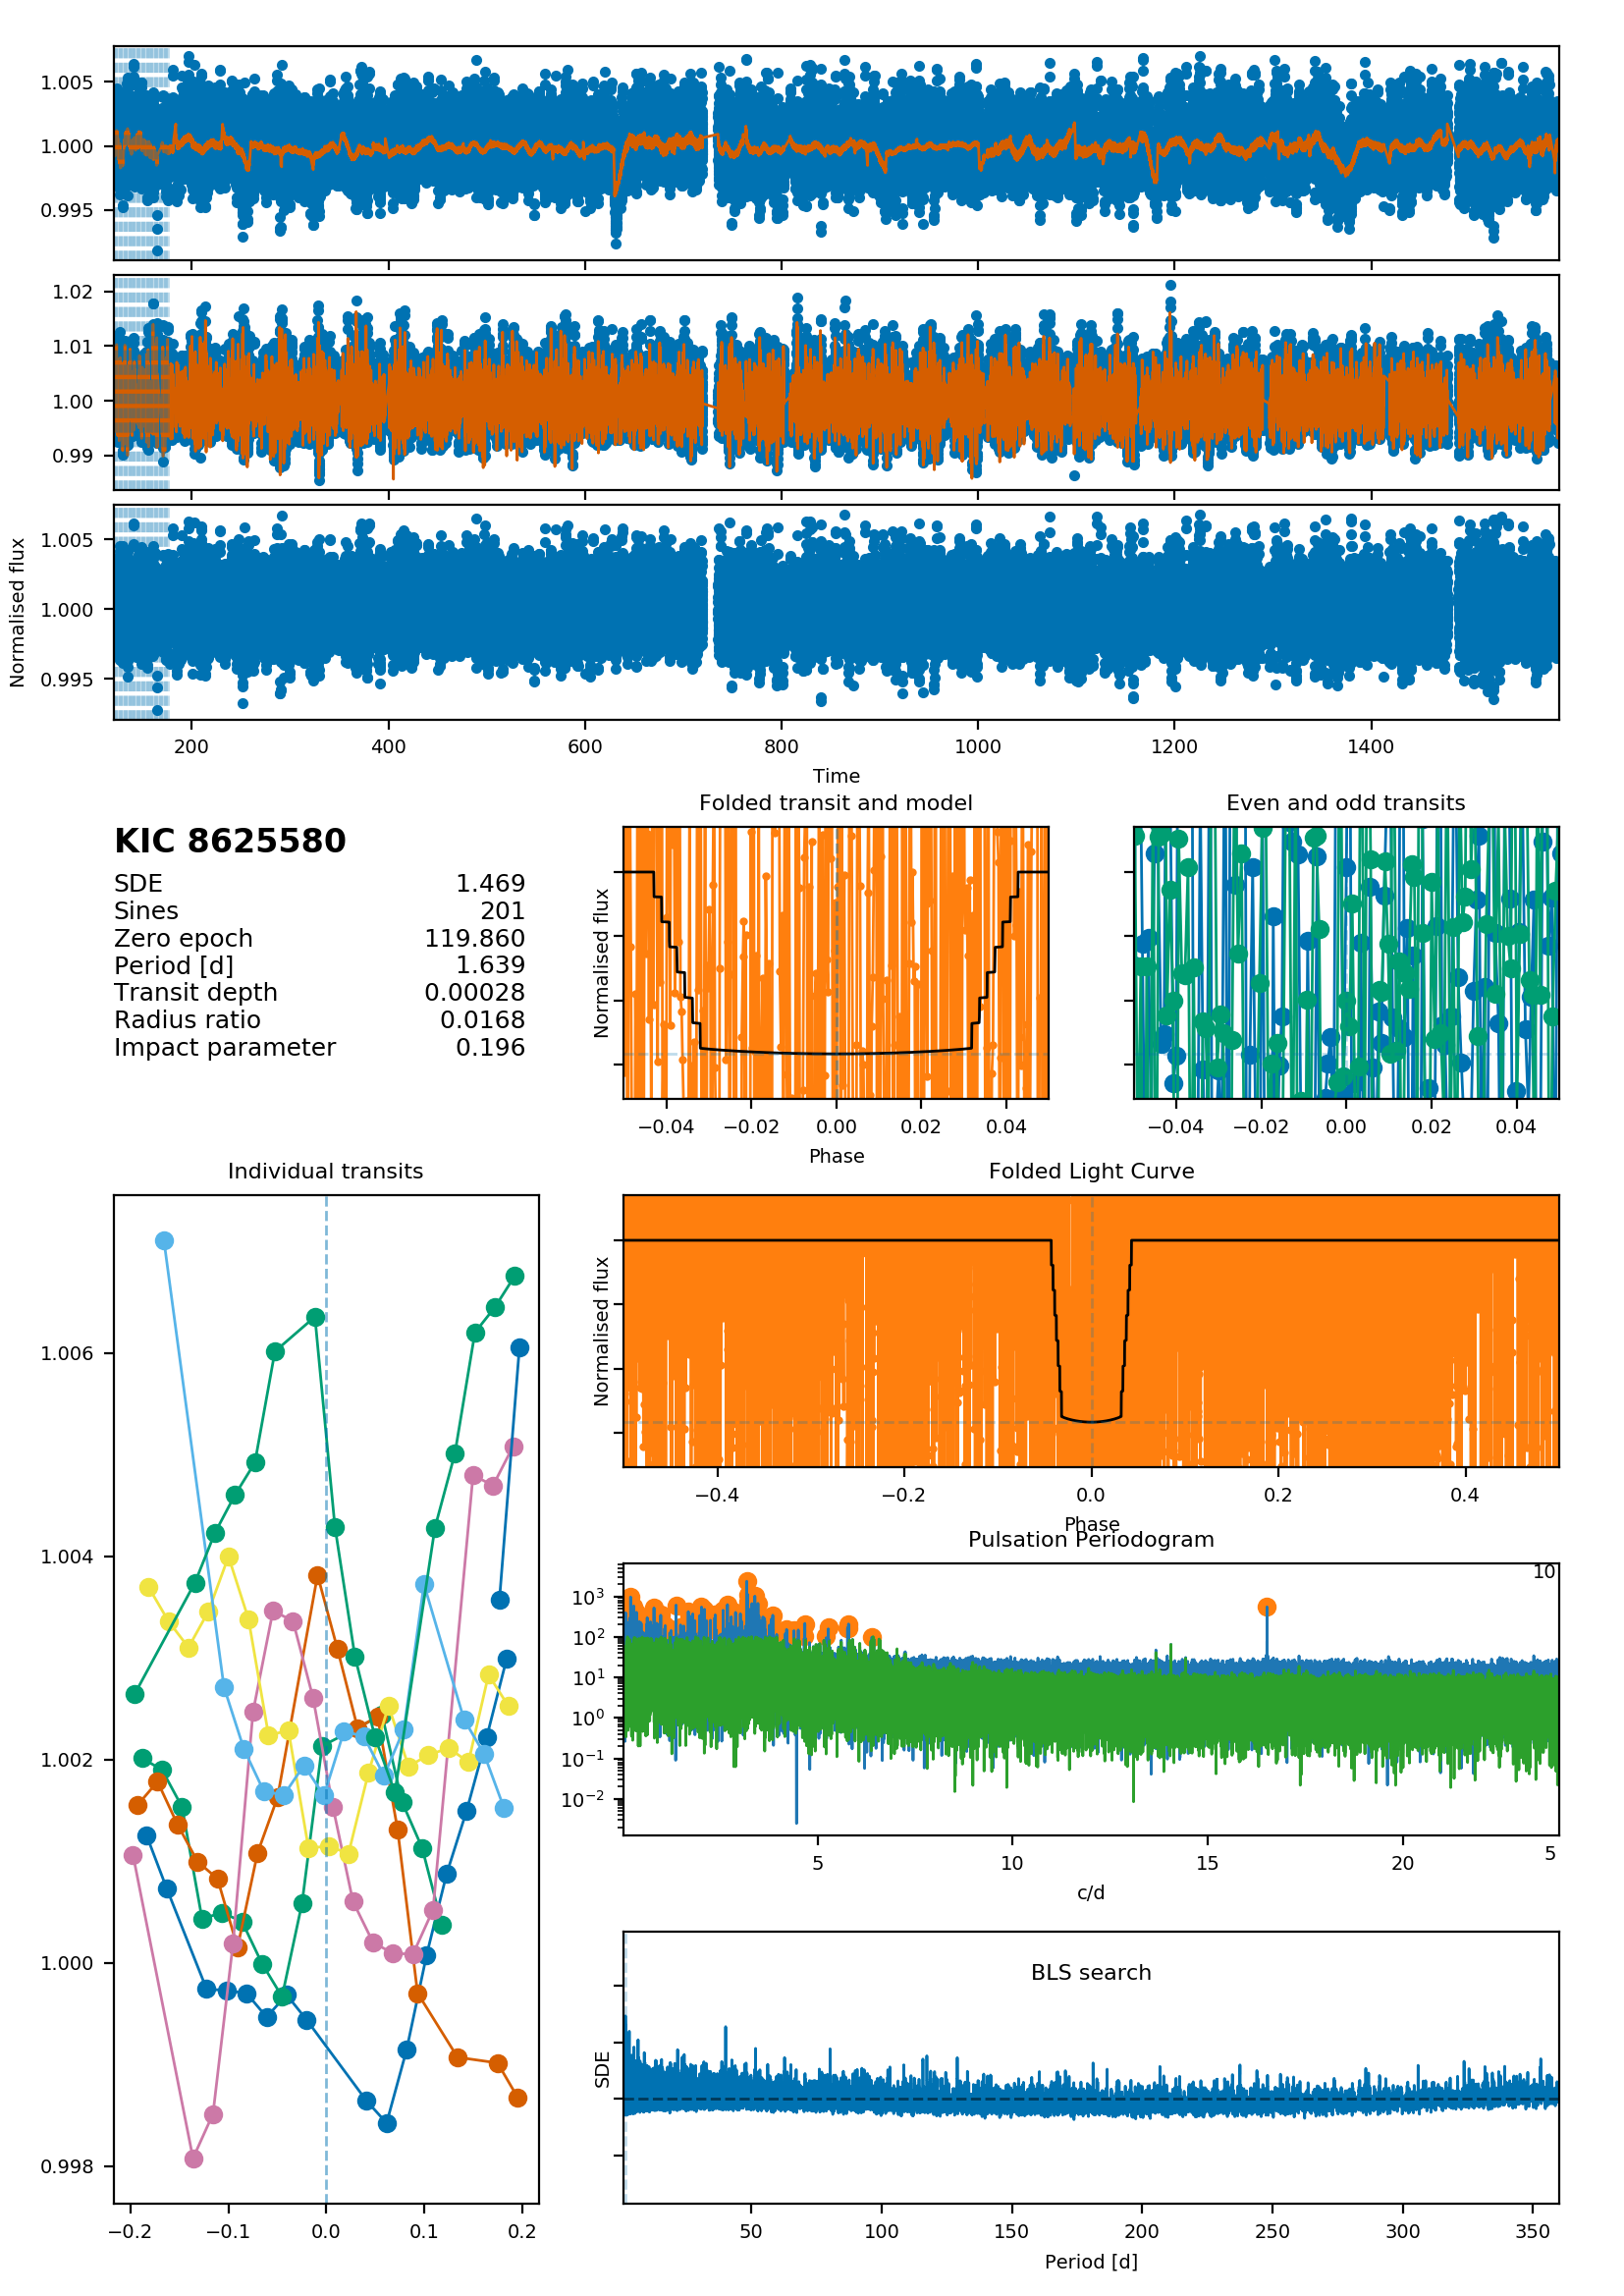 1.005
1.000
0.995
1.02
1.01
1.00
0.99
1.005
1.000
0.995
Normalised flux
200 400 600 800 1000 1200 1400
Time
KIC 8625580
SDE 1.469
Sines 201
Zero epoch 119.860
Period [d] 1.639
Transit depth 0.00028
Radius ratio 0.0168
Impact parameter 0.196
Folded transit and model
Normalised flux
−0.04 −0.02 0.00 0.02 0.04
Phase
Even and odd transits
−0.04 −0.02 0.00 0.02 0.04
Individual transits
1.006
1.004
1.002
1.000
0.998
−0.2 −0.1 0.0 0.1 0.2
Folded Light Curve
Normalised flux
−0.4 −0.2 0.0 0.2 0.4
Phase
Pulsation Periodogram
10
10³
10²
10¹
10⁰
10⁻¹
10⁻²
5 10 15 20 5
c/d
BLS search
SDE
50 100 150 200 250 300 350
Period [d]